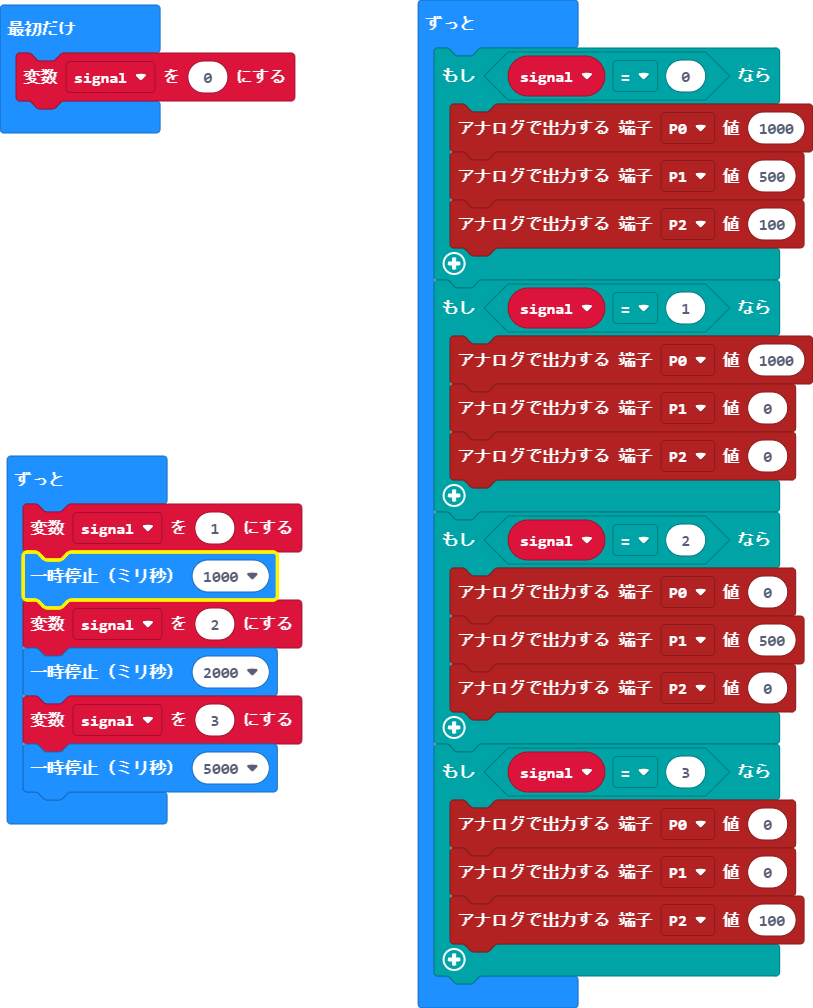 最初だけ
変数 signal を 0 にする
ずっと
変数 signal を 1 にする
一時停止（ミリ秒） 1000
変数 signal を 2 にする
一時停止（ミリ秒） 2000
変数 signal を 3 にする
一時停止（ミリ秒） 5000
ずっと
もし signal = 0 なら
アナログで出力する 端子 P0 値 1000
アナログで出力する 端子 P1 値 500
アナログで出力する 端子 P2 値 100
もし signal = 1 なら
アナログで出力する 端子 P0 値 1000
アナログで出力する 端子 P1 値 0
アナログで出力する 端子 P2 値 0
もし signal = 2 なら
アナログで出力する 端子 P0 値 0
アナログで出力する 端子 P1 値 500
アナログで出力する 端子 P2 値 0
もし signal = 3 なら
アナログで出力する 端子 P0 値 0
アナログで出力する 端子 P1 値 0
アナログで出力する 端子 P2 値 100